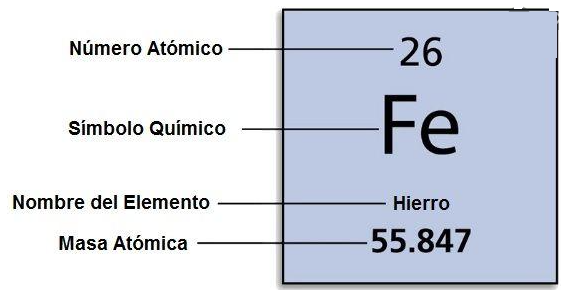 Número Atómico 26
Símbolo Químico Fe
Nombre del Elemento Hierro
Masa Atómica 55.847